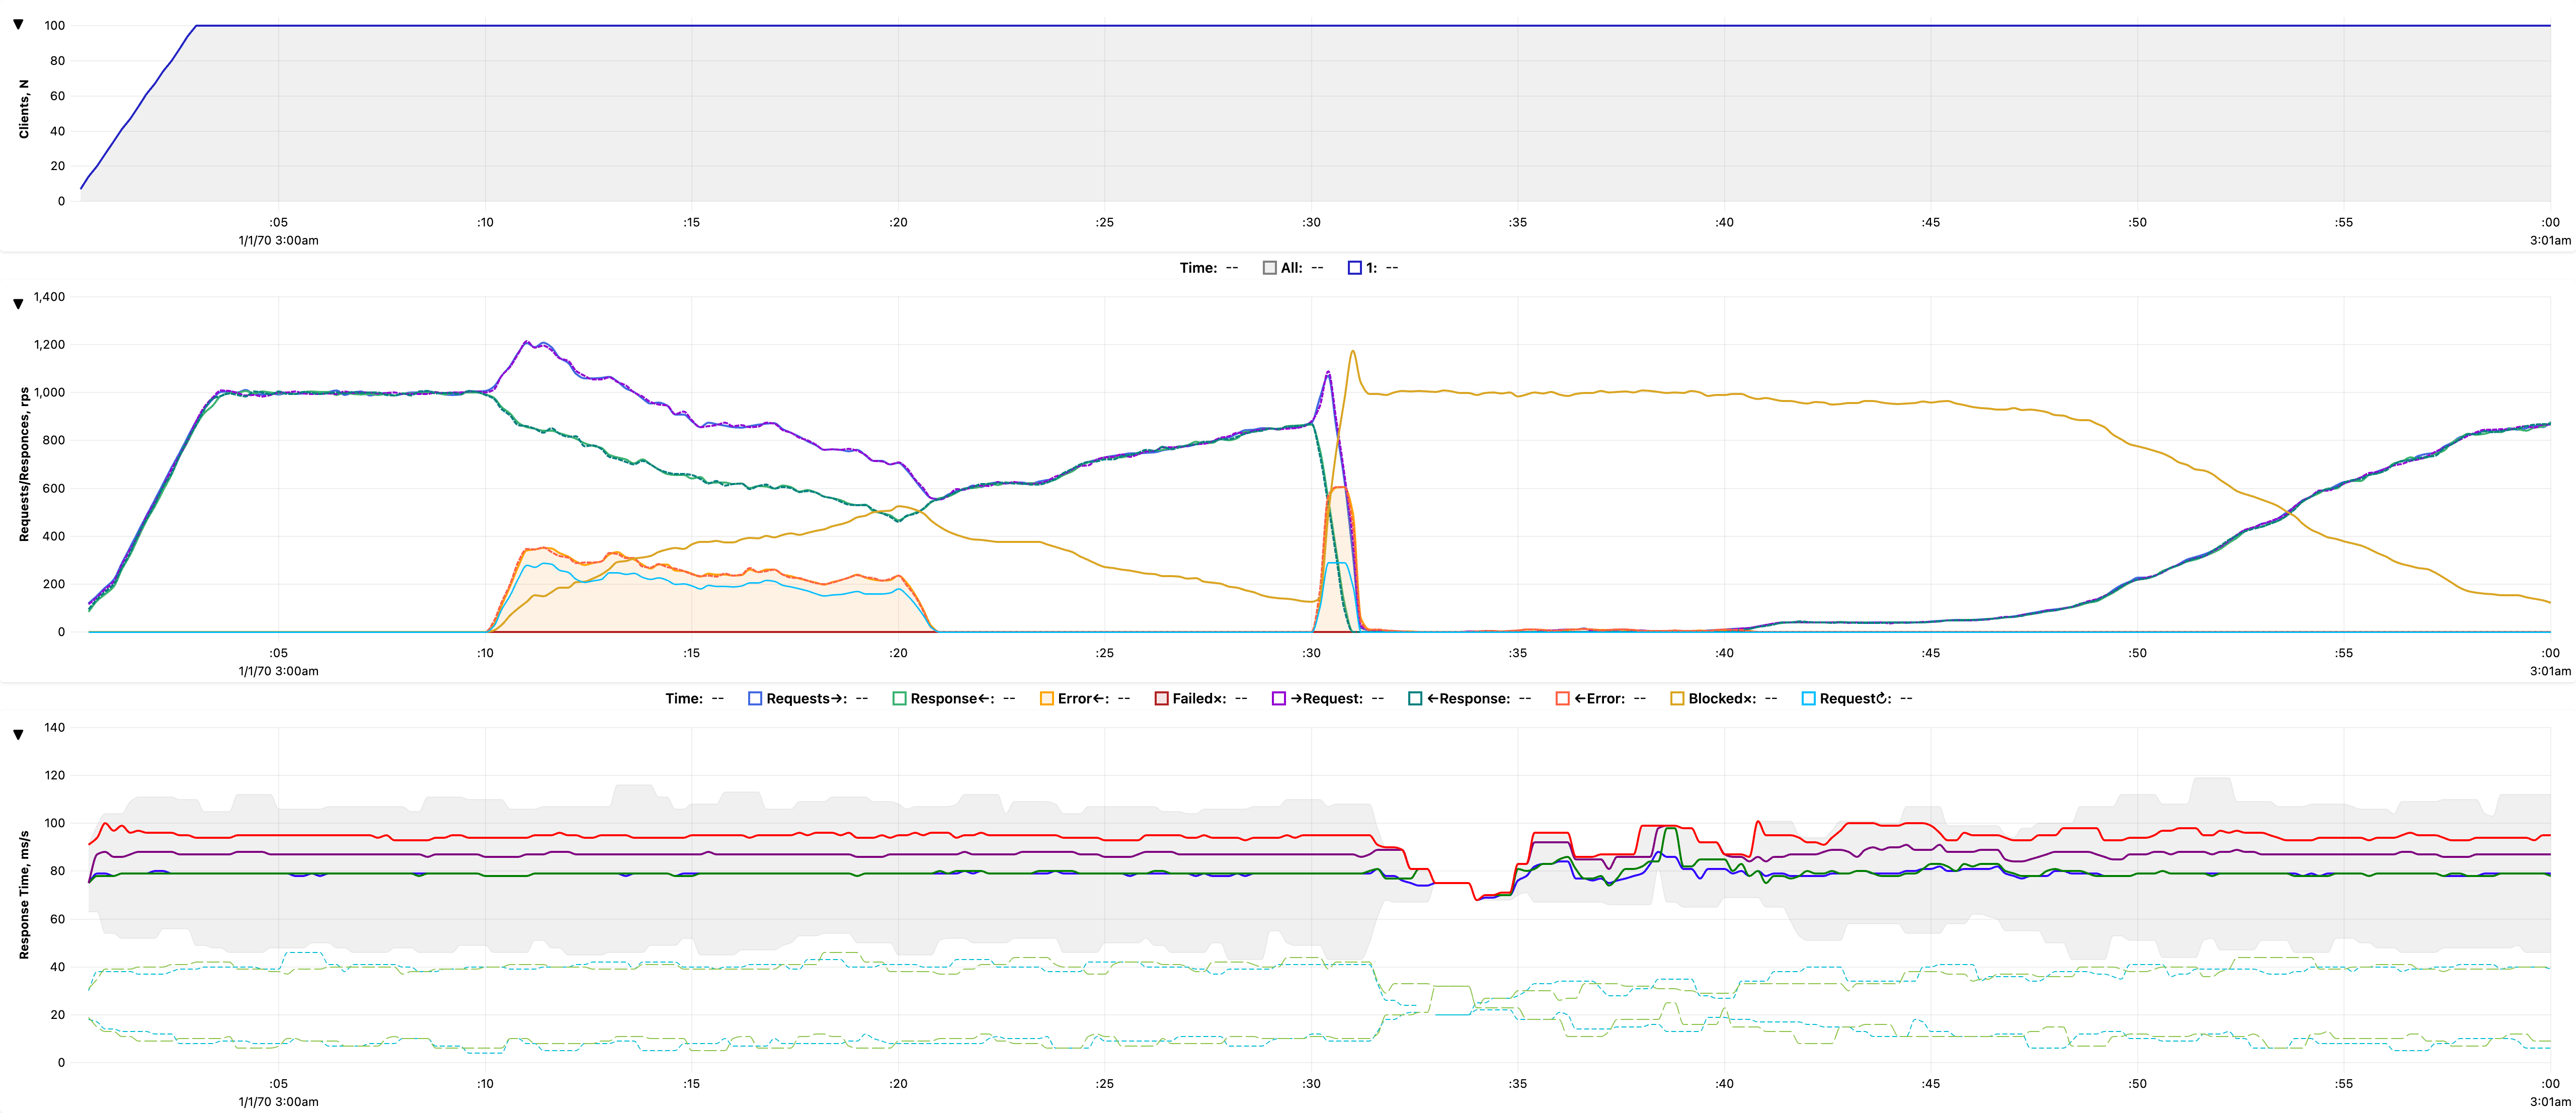 ▼
Clients, N
100
80
60
40
20
0
:05 :10 :15 :20 :25 :30 :35 :40 :45 :50 :55 :00
1/1/70 3:00am 3:01am
Time: -- All: -- 1: --
▼
Requests/Responces, rps
1,400
1,200
1,000
800
600
400
200
0
:05 :10 :15 :20 :25 :30 :35 :40 :45 :50 :55 :00
1/1/70 3:00am 3:01am
Time: -- Requests→: -- Response←: -- Error←: -- Failed×: -- →Request: -- ←Response: -- ←Error: -- Blocked×: -- Request↻: --
▼
Response Time, ms/s
140
120
100
80
60
40
20
0
:05 :10 :15 :20 :25 :30 :35 :40 :45 :50 :55 :00
1/1/70 3:00am 3:01am